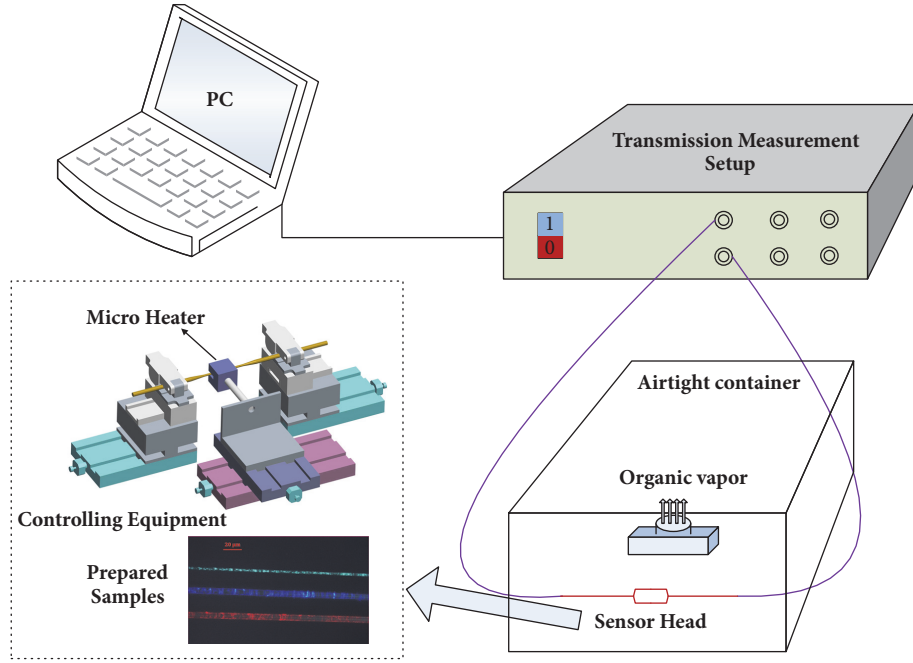 PC
Transmission Measurement
Setup
1
0
Micro Heater
Airtight container
Organic vapor
Controlling Equipment
Prepared
Samples
Sensor Head